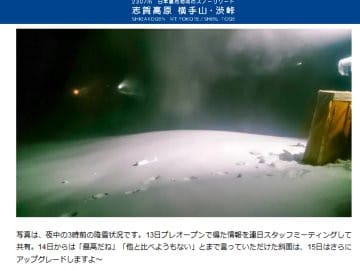 2307m 日本最高地点のスノーリゾート
志賀高原 横手山・渋峠
SHIGAKOGEN MT.YOKOTE / SHIBU TOGE
写真は、夜中の3時前の降雪状況です。13日プレオープンで得た情報を連日スタッフミーティングして
共有。14日からは「最高だね」「他と比べようもない」とまで言っていただけた斜面は、15日はさらに
アップグレードしますよ～